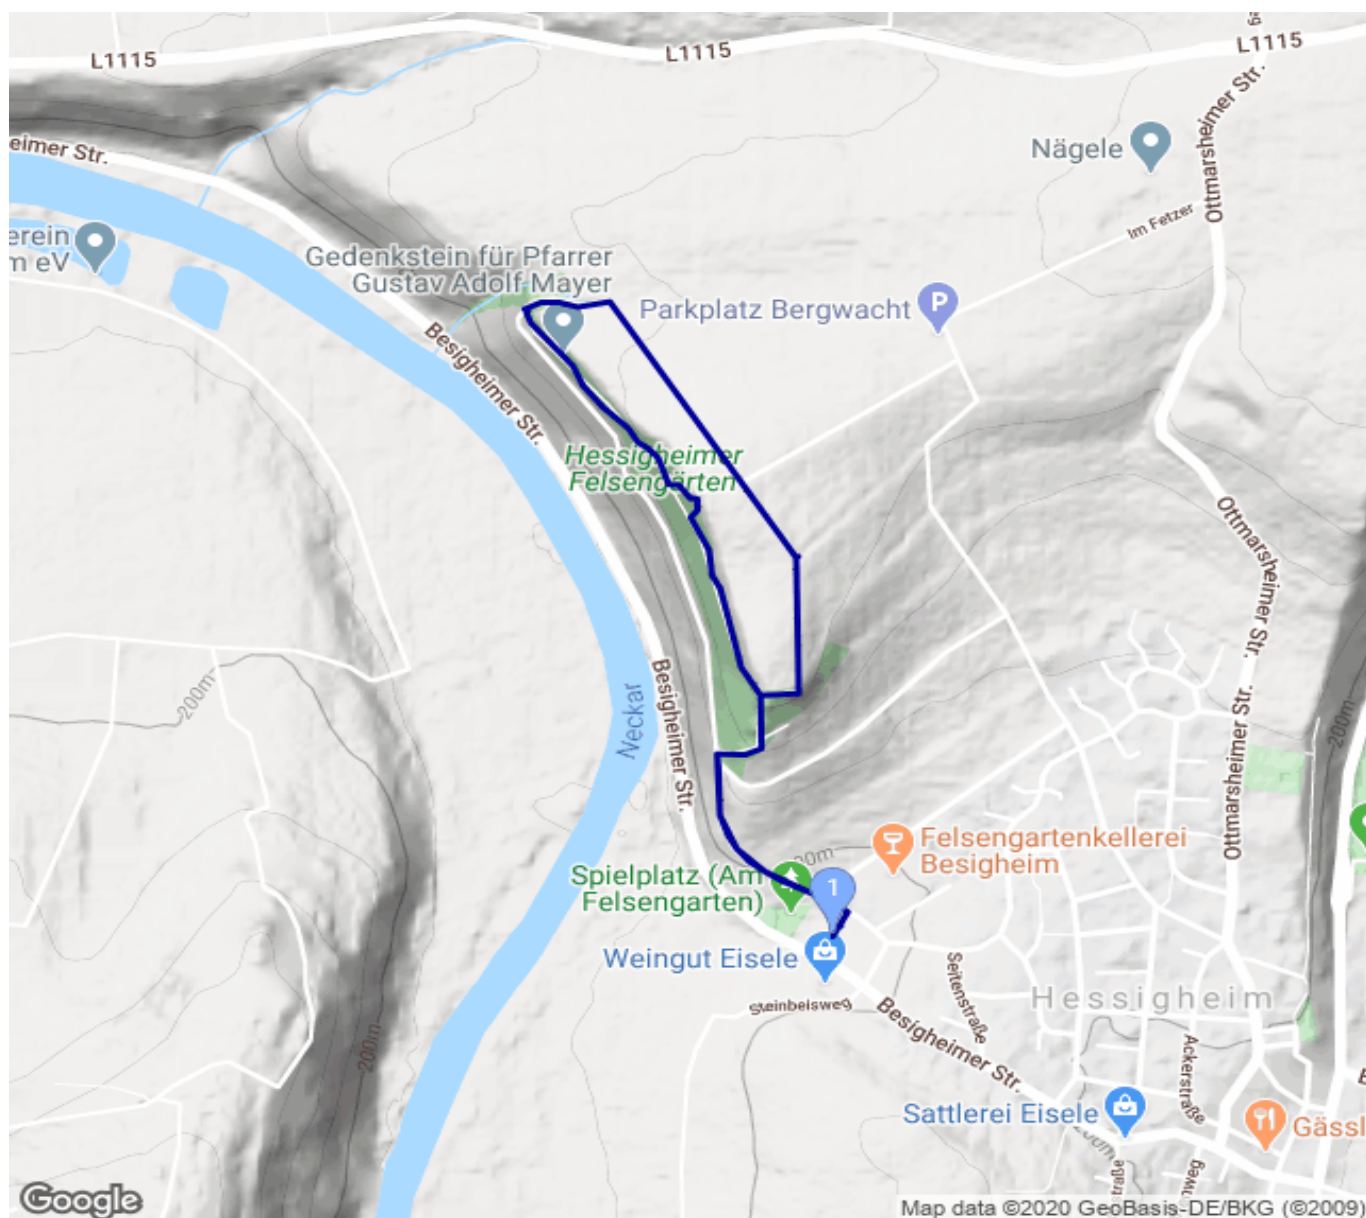 L1115
L1115
L1115
eimer Str.
Ottmarsheimer Str.
Nägele
Im Fetzer
erein
m eV
Gedenkstein für Pfarrer
Gustav Adolf Mayer
Parkplatz Bergwacht
P
Besigheimer Str.
Hessigheimer
Felsengärten
Ottmarsheimer Str.
200m
Neckar
Besigheimer Str.
Ottmarsheimer Str.
200m
Felsengartenkellerei
Besigheim
Spielplatz (Am
Felsengarten)
1
Weingut Eisele
Seitenstraße
Steinbeisweg
Hessigheim
Besigheimer Str.
Ackerstraße
200m
Sattlerei Eisele
Gässl
200m
straße
Google
Map data ©2020 GeoBasis-DE/BKG (©2009)